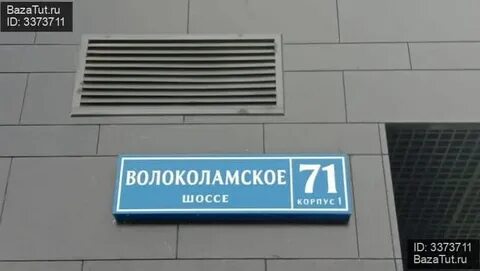 BazaTut.ru
ID: 3373711
ВОЛОКОЛАМСКОЕ
ШОССЕ
71
КОРПУС 1
ID: 3373711
BazaTut.ru